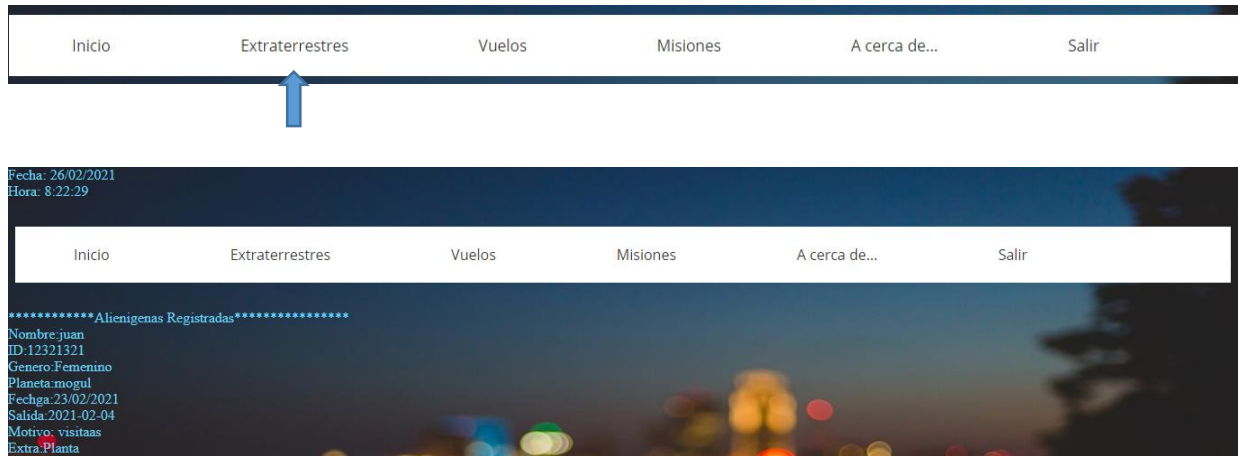 Inicio Extraterrestres Vuelos Misiones A cerca de... Salir
Fecha: 26/02/2021
Hora: 8:22:29
Inicio Extraterrestres Vuelos Misiones A cerca de... Salir
************Alienigenas Registradas****************
Nombre:juan
ID:12321321
Genero:Femenino
Planeta:mogul
Fechga:23/02/2021
Salida:2021-02-04
Motivo: visitaas
Extra:Planta